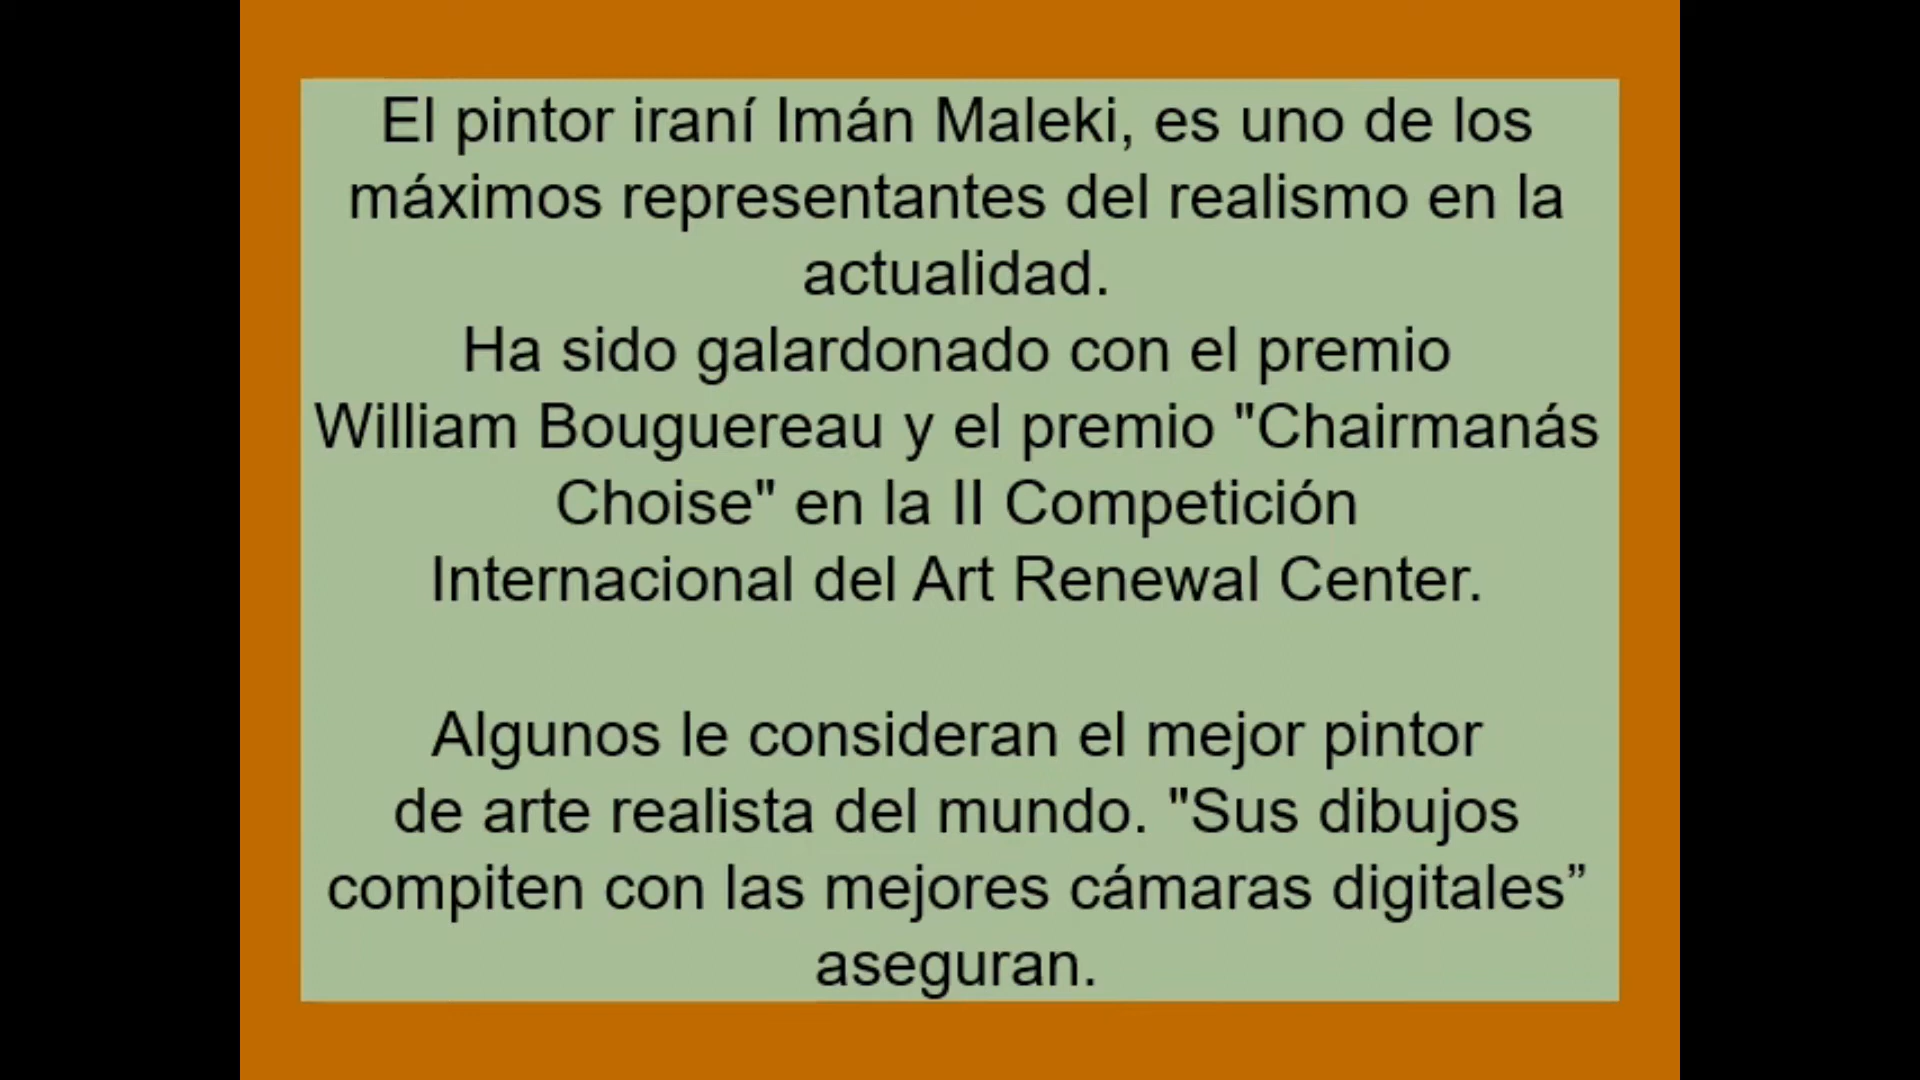 El pintor iraní Imán Maleki, es uno de los
máximos representantes del realismo en la
actualidad.
Ha sido galardonado con el premio
William Bouguereau y el premio "Chairmanás
Choise" en la II Competición
Internacional del Art Renewal Center.
Algunos le consideran el mejor pintor
de arte realista del mundo. "Sus dibujos
compiten con las mejores cámaras digitales”
aseguran.